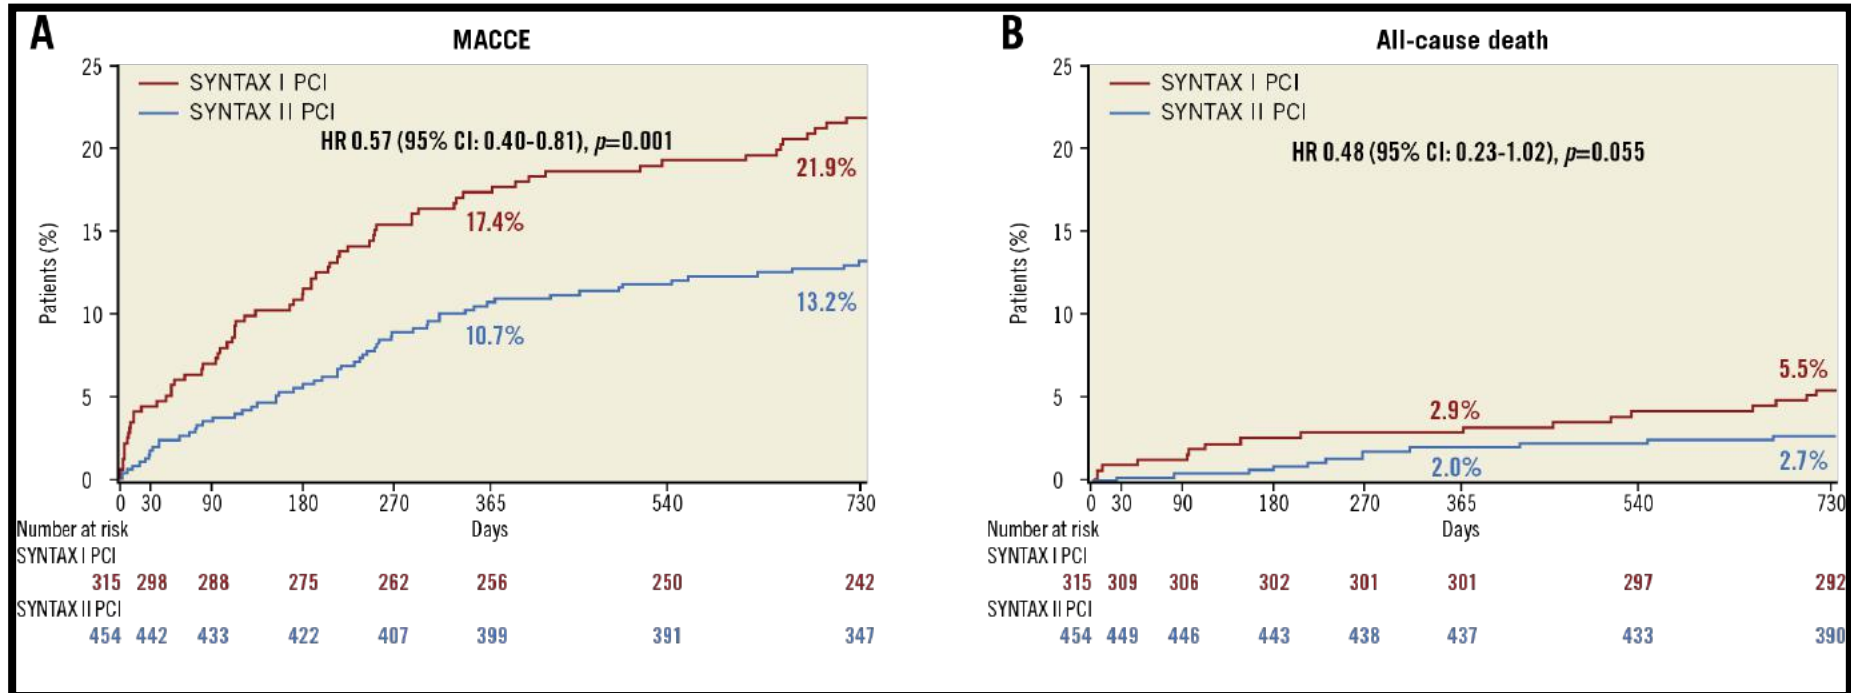 A
MACCE
25
20
15
10
5
0
Patients (%)
SYNTAX I PCI
SYNTAX II PCI
HR 0.57 (95% CI: 0.40-0.81), p=0.001
21.9%
17.4%
13.2%
10.7%
0 30 90 180 270 365 540 730
Number at risk
Days
SYNTAX I PCI
315 298 288 275 262 256 250 242
SYNTAX II PCI
454 442 433 422 407 399 391 347
B
All-cause death
25
20
15
10
5
0
Patients (%)
SYNTAX I PCI
SYNTAX II PCI
HR 0.48 (95% CI: 0.23-1.02), p=0.055
5.5%
2.9%
2.0%
2.7%
0 30 90 180 270 365 540 730
Number at risk
Days
SYNTAX I PCI
315 309 306 302 301 301 297 292
SYNTAX II PCI
454 449 446 443 438 437 433 390